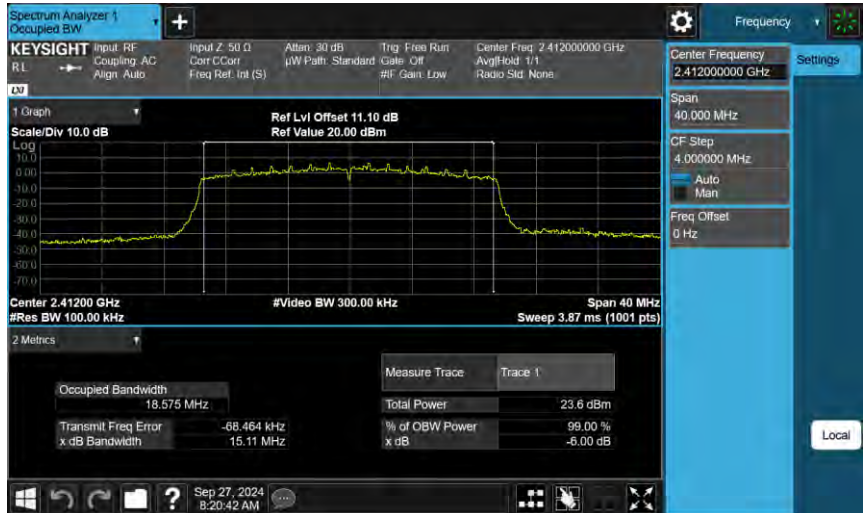 Spectrum Analyzer 1
Occupied BW
+
Frequency
KEYSIGHT
RL
LXI
Input: RF
Coupling: AC
Align: Auto
Input Z: 50 Ω
Corr CCorr
Freq Ref: Int (S)
Atten: 30 dB
µW Path: Standard
Trig: Free Run
Gate: Off
#IF Gain: Low
Center Freq: 2.412000000 GHz
Avg|Hold: 1/1
Radio Std: None
Center Frequency
2.412000000 GHz
Settings
Span
40.000 MHz
CF Step
4.000000 MHz
Auto
Man
Freq Offset
0 Hz
Local
1 Graph
Scale/Div 10.0 dB
Ref Lvl Offset 11.10 dB
Ref Value 20.00 dBm
Log
10.0
0.00
-10.0
-20.0
-30.0
-40.0
-50.0
-60.0
-70.0
Center 2.41200 GHz
#Res BW 100.00 kHz
#Video BW 300.00 kHz
Span 40 MHz
Sweep 3.87 ms (1001 pts)
2 Metrics
Measure Trace Trace 1
Occupied Bandwidth
18.575 MHz
Total Power 23.6 dBm
Transmit Freq Error -68.464 kHz
% of OBW Power 99.00 %
x dB Bandwidth 15.11 MHz
x dB -6.00 dB
?
Sep 27, 2024
8:20:42 AM